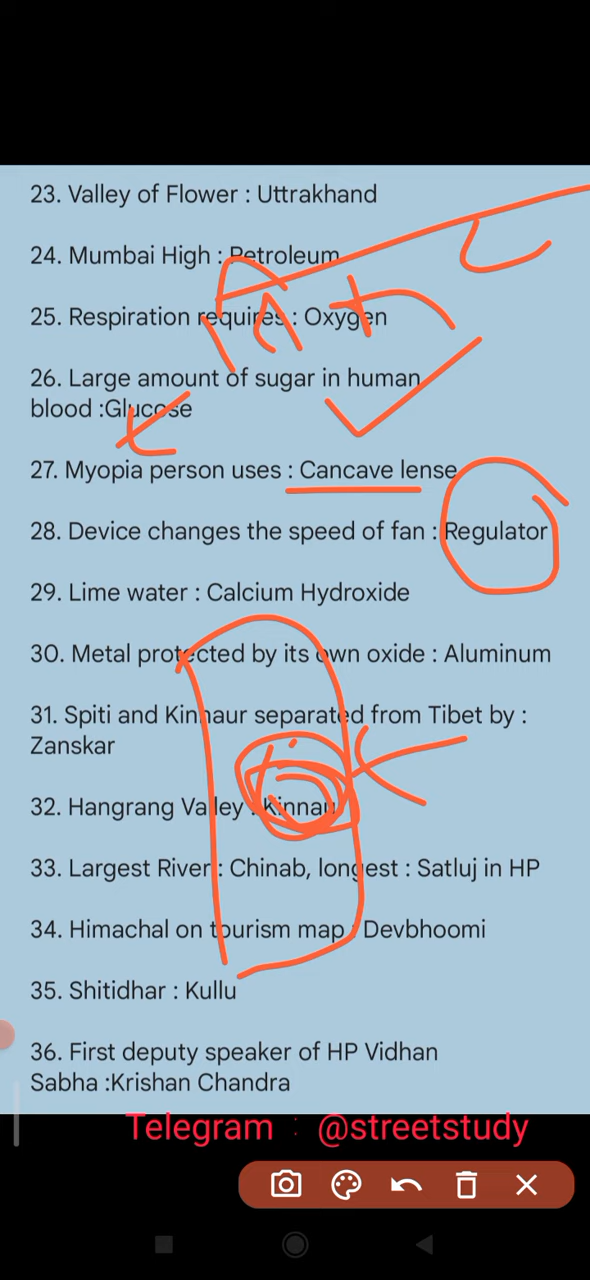 23. Valley of Flower : Uttrakhand
24. Mumbai High : Petroleum
25. Respiration requires : Oxygen
26. Large amount of sugar in human
blood :Glucose
27. Myopia person uses : Cancave lense
28. Device changes the speed of fan : Regulator
29. Lime water : Calcium Hydroxide
30. Metal protected by its own oxide : Aluminum
31. Spiti and Kinnaur separated from Tibet by :
Zanskar
32. Hangrang Valley : Kinnaur
33. Largest River : Chinab, longest : Satluj in HP
34. Himachal on tourism map : Devbhoomi
35. Shitidhar : Kullu
36. First deputy speaker of HP Vidhan
Sabha :Krishan Chandra
Telegram : @streetstudy